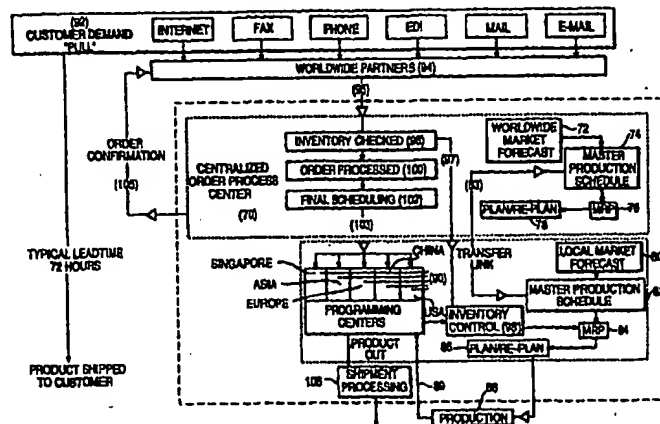 (92)
CUSTOMER DEMAND
"PULL"
INTERNET
FAX
PHONE
EDI
MAIL
E-MAIL
WORLDWIDE PARTNERS (94)
(95)
ORDER
CONFIRMATION
(105)
CENTRALIZED
ORDER PROCESS
CENTER
(70)
INVENTORY CHECKED (96)
(97)
ORDER PROCESSED (100)
FINAL SCHEDULING (102)
(103)
WORLDWIDE
MARKET
FORECAST
72
74
MASTER
PRODUCTION
SCHEDULE
(83)
PLAN/RE-PLAN
78
MRP
76
TYPICAL LEADTIME
72 HOURS
SINGAPORE
CHINA
ASIA
(90)
EUROPE
USA
PROGRAMMING
CENTERS
TRANSFER
LINK
LOCAL MARKET
FORECAST
80
MASTER PRODUCTION
SCHEDULE
INVENTORY
CONTROL (98)
MRP
84
86
PLAN/RE-PLAN
PRODUCT
OUT
PRODUCT SHIPPED
TO CUSTOMER
SHIPMENT
PROCESSING
89
PRODUCTION